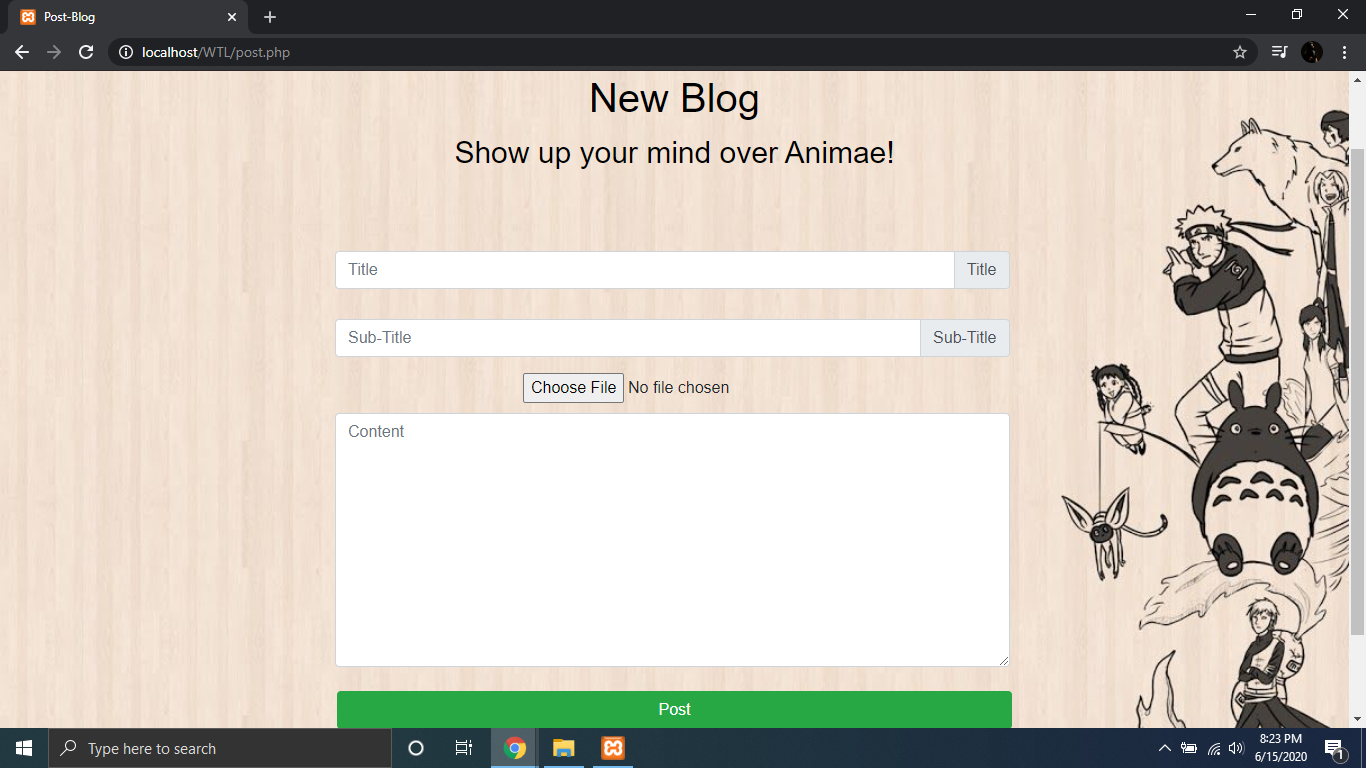 Post-Blog
localhost/WTL/post.php
New Blog
Show up your mind over Animae!
Title Title
Sub-Title Sub-Title
Choose File No file chosen
Content
Post
Type here to search
8:23 PM
6/15/2020
1